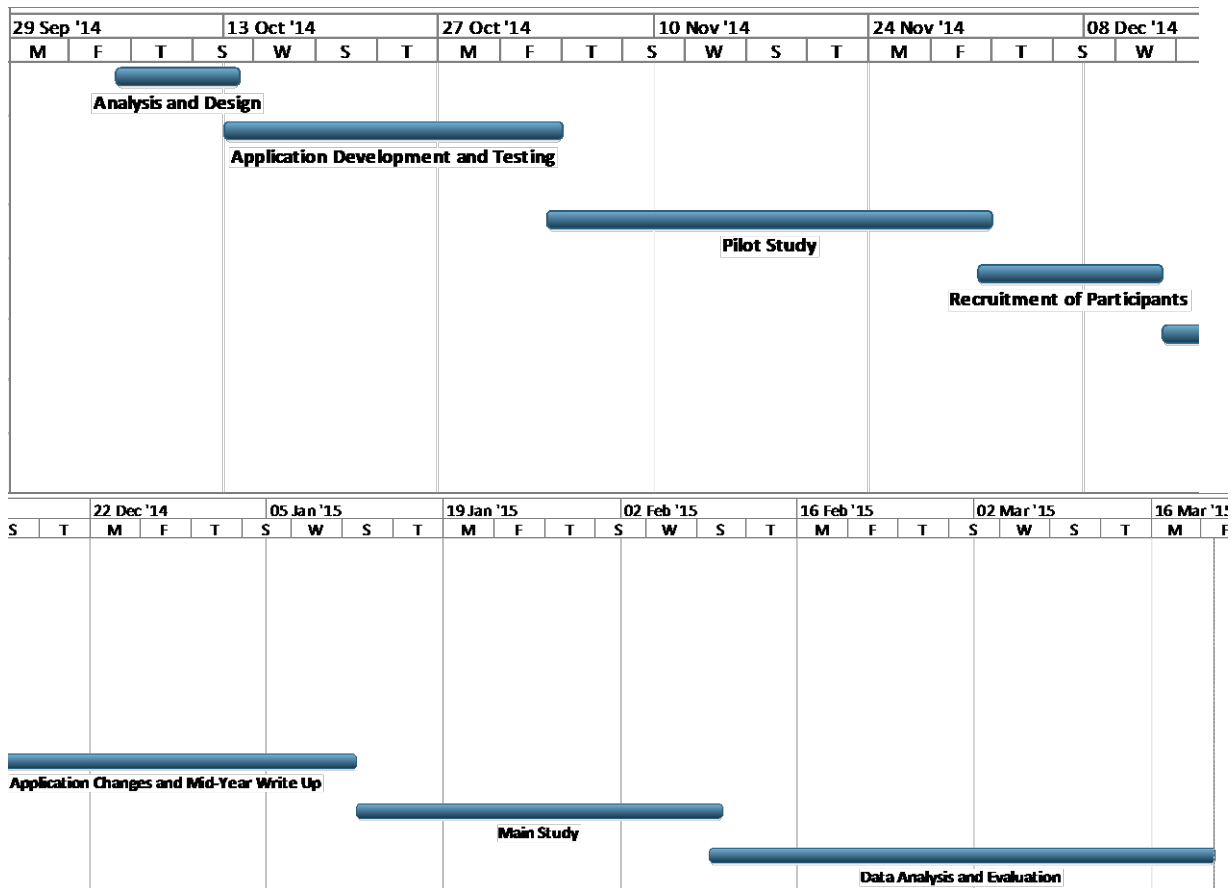 29 Sep '14 13 Oct '14 27 Oct '14 10 Nov '14 24 Nov '14 08 Dec '14
M F T S W S T M F T S W S T M F T S W
Analysis and Design
Application Development and Testing
Pilot Study
Recruitment of Participants
22 Dec '14 05 Jan '15 19 Jan '15 02 Feb '15 16 Feb '15 02 Mar '15 16 Mar '15
S T M F T S W S T M F T S W S T M F T S W S T M F
Application Changes and Mid-Year Write Up
Main Study
Data Analysis and Evaluation